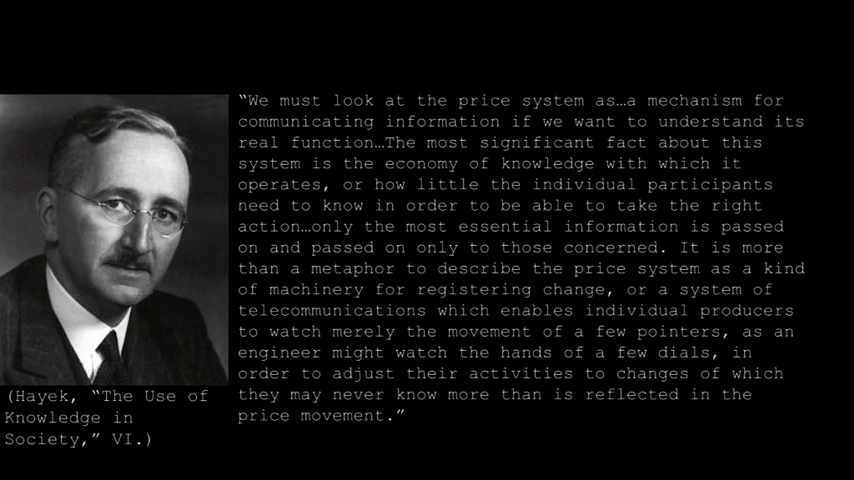 “We must look at the price system as…a mechanism for
communicating information if we want to understand its
real function…The most significant fact about this
system is the economy of knowledge with which it
operates, or how little the individual participants
need to know in order to be able to take the right
action…only the most essential information is passed
on and passed on only to those concerned. It is more
than a metaphor to describe the price system as a kind
of machinery for registering change, or a system of
telecommunications which enables individual producers
to watch merely the movement of a few pointers, as an
engineer might watch the hands of a few dials, in
order to adjust their activities to changes of which
they may never know more than is reflected in the
price movement.”
(Hayek, “The Use of
Knowledge in
Society,” VI.)